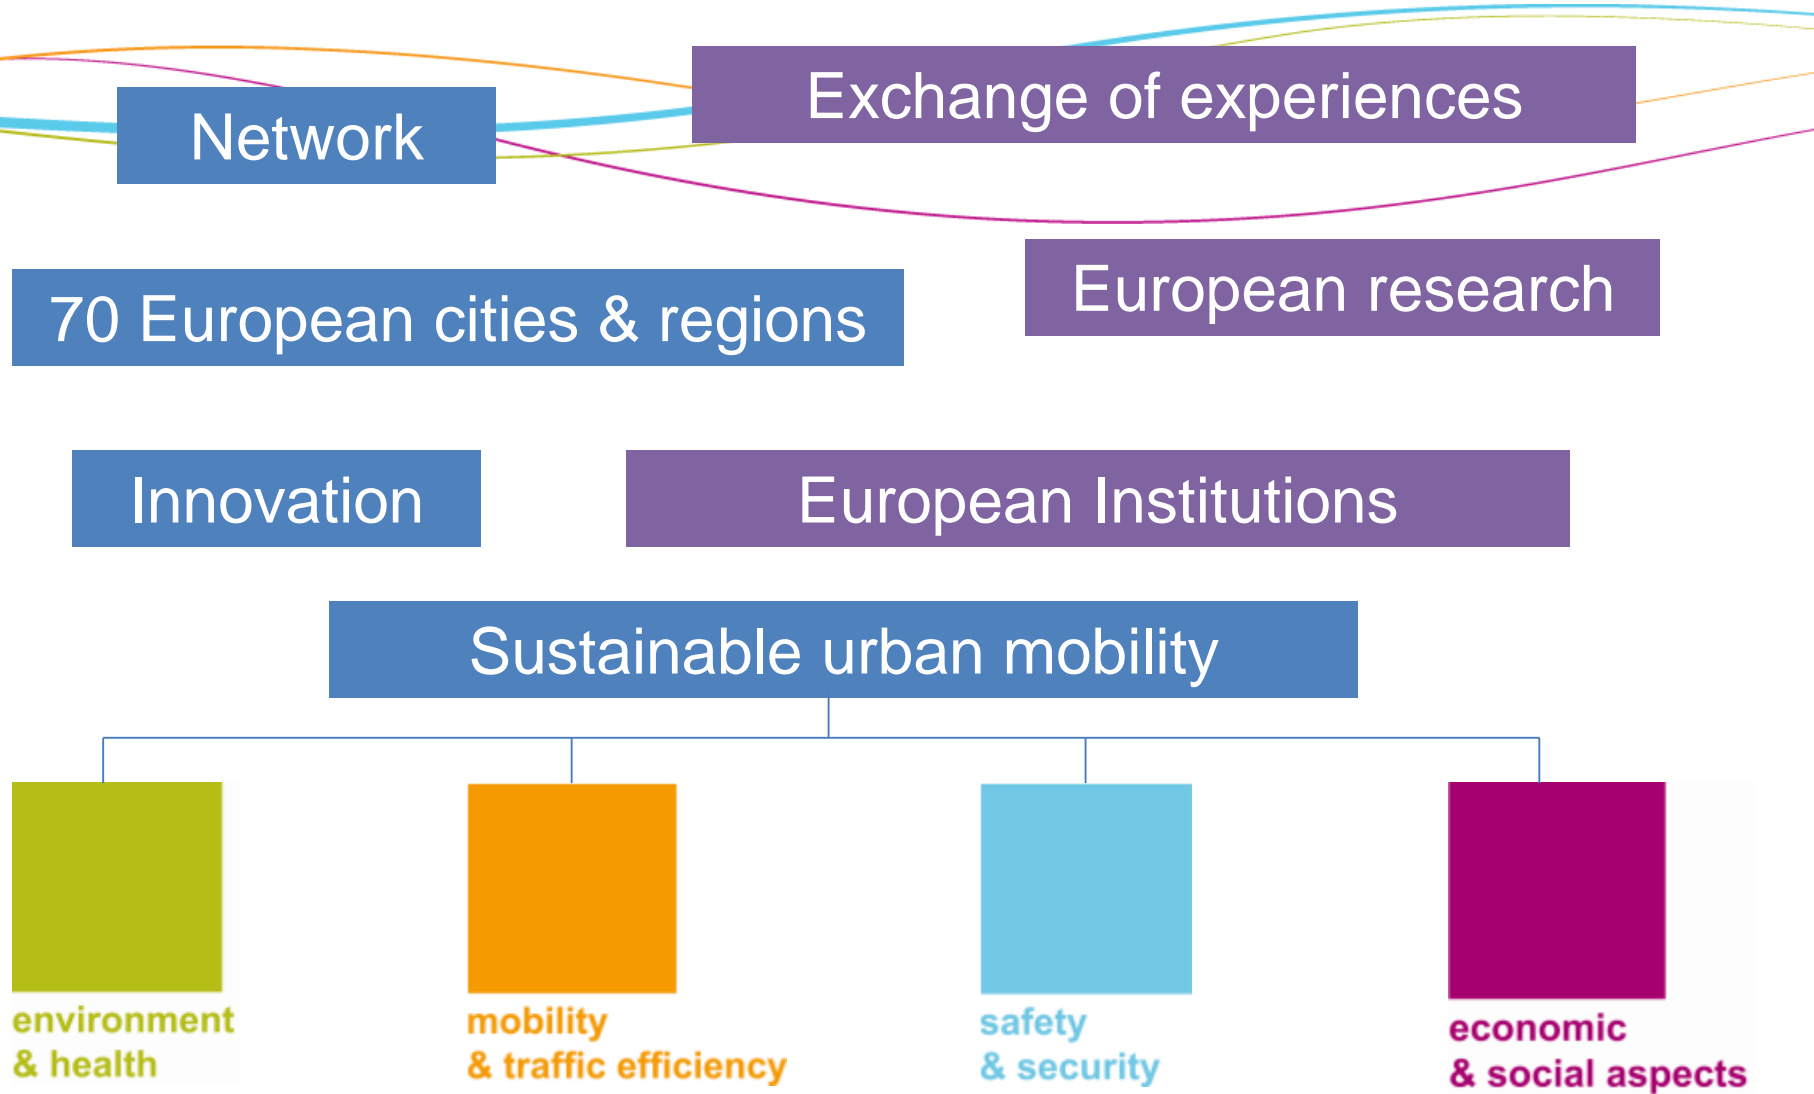 Network
Exchange of experiences
70 European cities & regions
European research
Innovation
European Institutions
Sustainable urban mobility
environment
& health
mobility
& traffic efficiency
safety
& security
economic
& social aspects